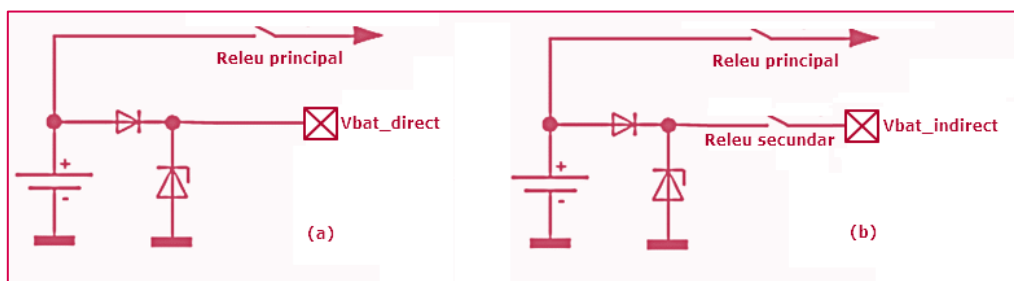 Releu principal
Vbat_direct
+
-
(a)
Releu principal
Vbat_indirect
Releu secundar
+
-
(b)